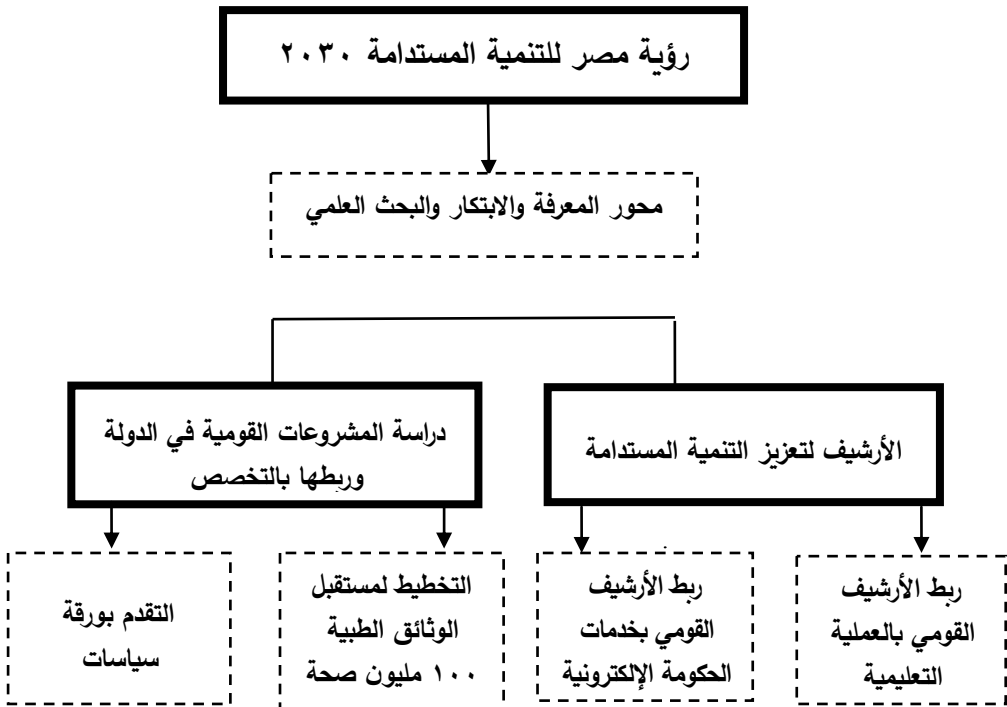 رؤية مصر للتنمية المستدامة ٢٠٣٠
محور المعرفة والابتكار والبحث العلمي
الأرشيف لتعزيز التنمية المستدامة
دراسة المشروعات القومية في الدولة
وربطها بالتخصص
ربط الأرشيف
القومي بالعملية
التعليمية
ربط الأرشيف
القومي بخدمات
الحكومة الإلكترونية
التخطيط لمستقبل
الوثائق الطبية
١٠٠ مليون صحة
التقدم بورقة
سياسات